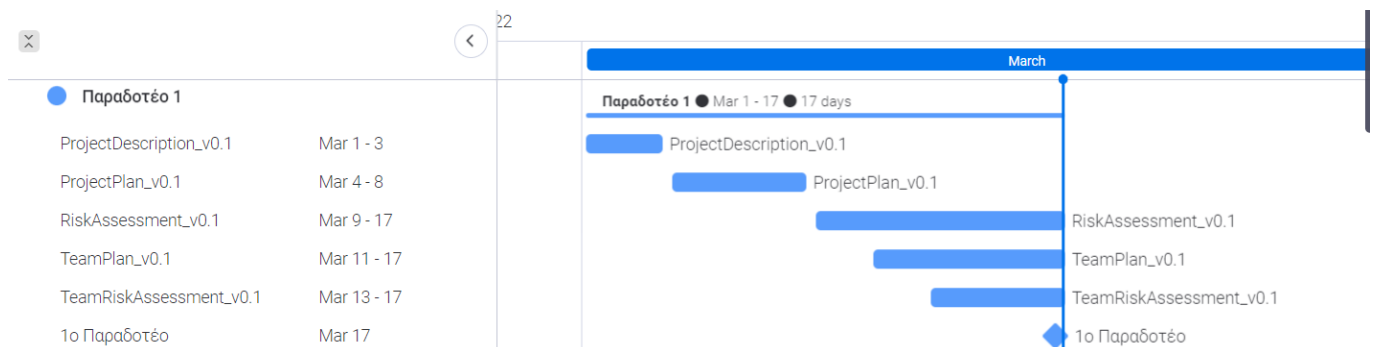 22
March
Παραδοτέο 1
Παραδοτέο 1 ● Mar 1 - 17 ● 17 days
ProjectDescription_v0.1 Mar 1 - 3 ProjectDescription_v0.1
ProjectPlan_v0.1 Mar 4 - 8 ProjectPlan_v0.1
RiskAssessment_v0.1 Mar 9 - 17 RiskAssessment_v0.1
TeamPlan_v0.1 Mar 11 - 17 TeamPlan_v0.1
TeamRiskAssessment_v0.1 Mar 13 - 17 TeamRiskAssessment_v0.1
1ο Παραδοτέο Mar 17 1ο Παραδοτέο